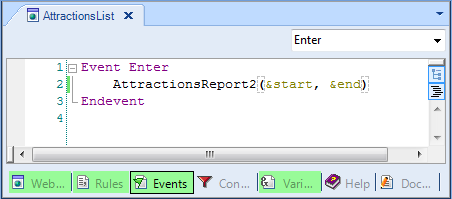 AttractionsList
Enter
1 Event Enter
2 AttractionsReport2(&start, &end)
3 Endevent
4
Web... Rules Events Con... Vari... Help Doc...